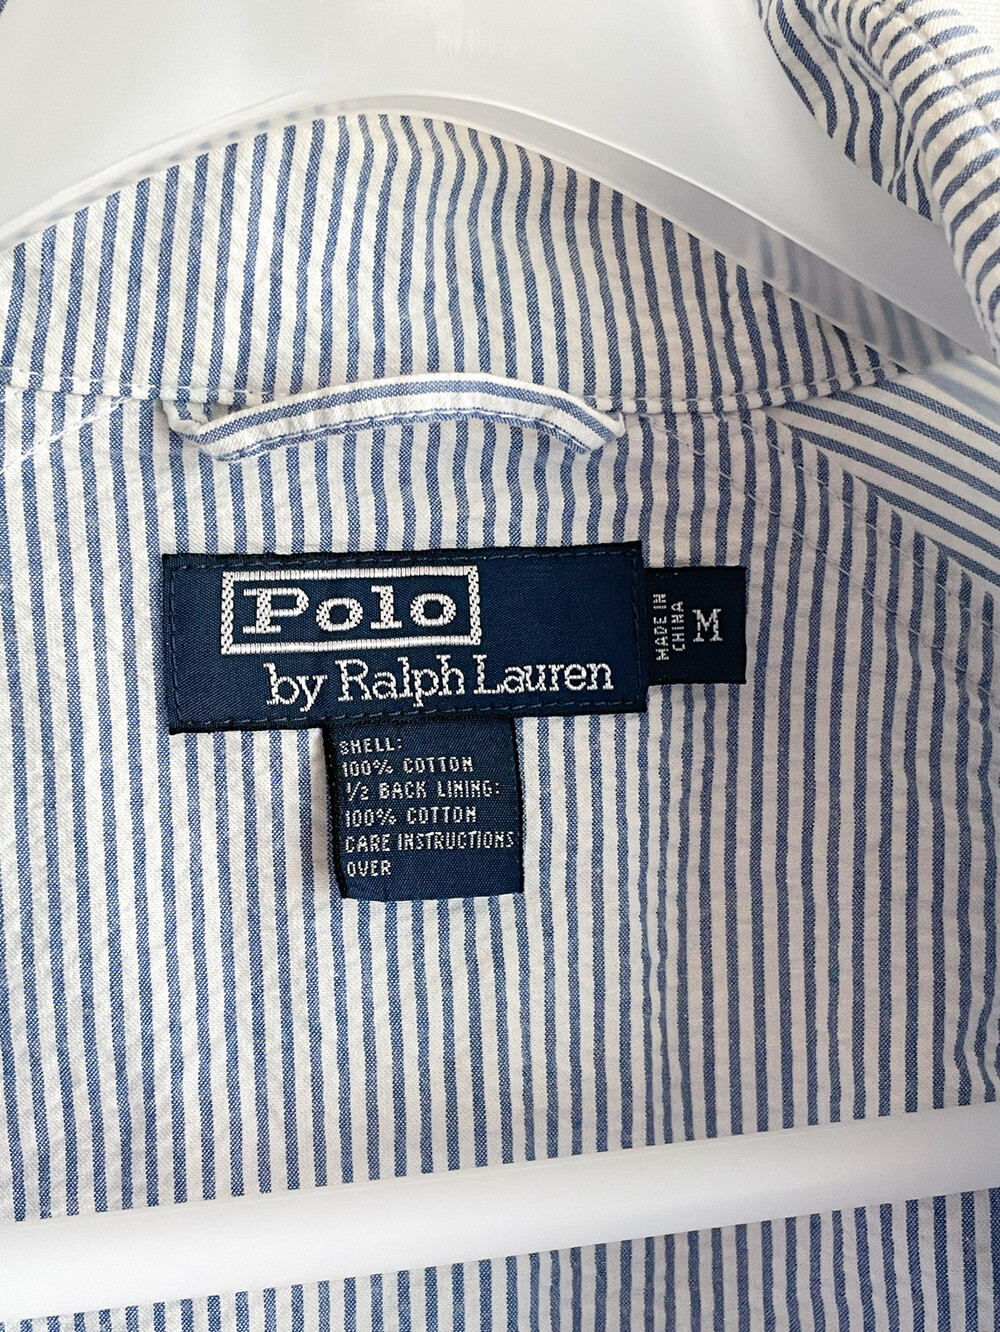 Polo
by Ralph Lauren
MADE IN
CHINA
M
SHELL:
100% COTTON
1/2 BACK LINING:
100% COTTON
CARE INSTRUCTIONS
OVER